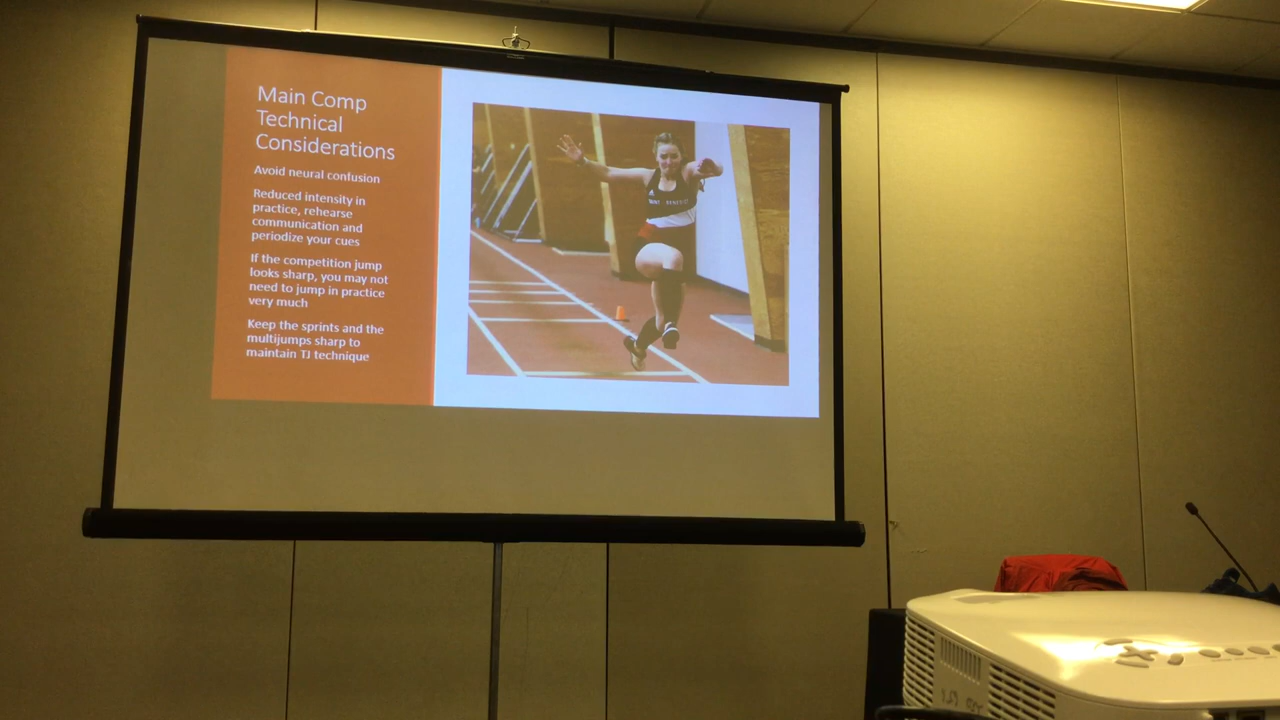 Main Comp
Technical
Considerations
Avoid neural confusion
Reduced intensity in
practice, rehearse
communication and
periodize your cues
If the competition jump
looks sharp, you may not
need to jump in practice
very much
Keep the sprints and the
multijumps sharp to
maintain TJ technique